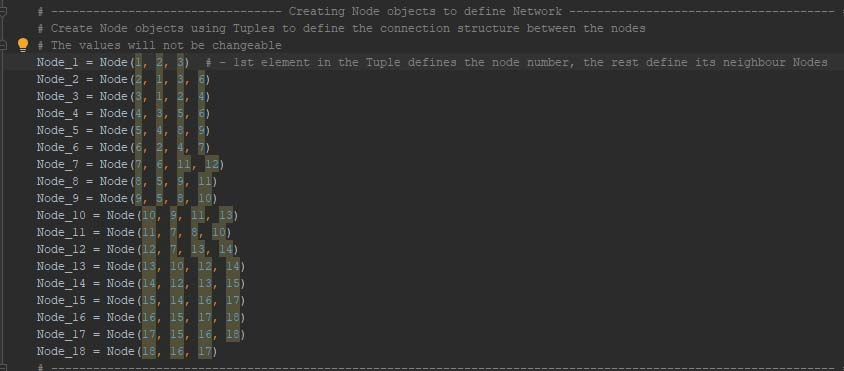 # --------------------------------- Creating Node objects to define Network --------------------------------------
# Create Node objects using Tuples to define the connection structure between the nodes
# The values will not be changeable
Node_1 = Node(1, 2, 3)  # - 1st element in the Tuple defines the node number, the rest define its neighbour Nodes
Node_2 = Node(2, 1, 3, 6)
Node_3 = Node(3, 1, 2, 4)
Node_4 = Node(4, 3, 5, 6)
Node_5 = Node(5, 4, 8, 9)
Node_6 = Node(6, 2, 4, 7)
Node_7 = Node(7, 6, 11, 12)
Node_8 = Node(8, 5, 9, 11)
Node_9 = Node(9, 5, 8, 10)
Node_10 = Node(10, 9, 11, 13)
Node_11 = Node(11, 7, 8, 10)
Node_12 = Node(12, 7, 13, 14)
Node_13 = Node(13, 10, 12, 14)
Node_14 = Node(14, 12, 13, 15)
Node_15 = Node(15, 14, 16, 17)
Node_16 = Node(16, 15, 17, 18)
Node_17 = Node(17, 15, 16, 18)
Node_18 = Node(18, 16, 17)
# ----------------------------------------------------------------------------------------------------------------